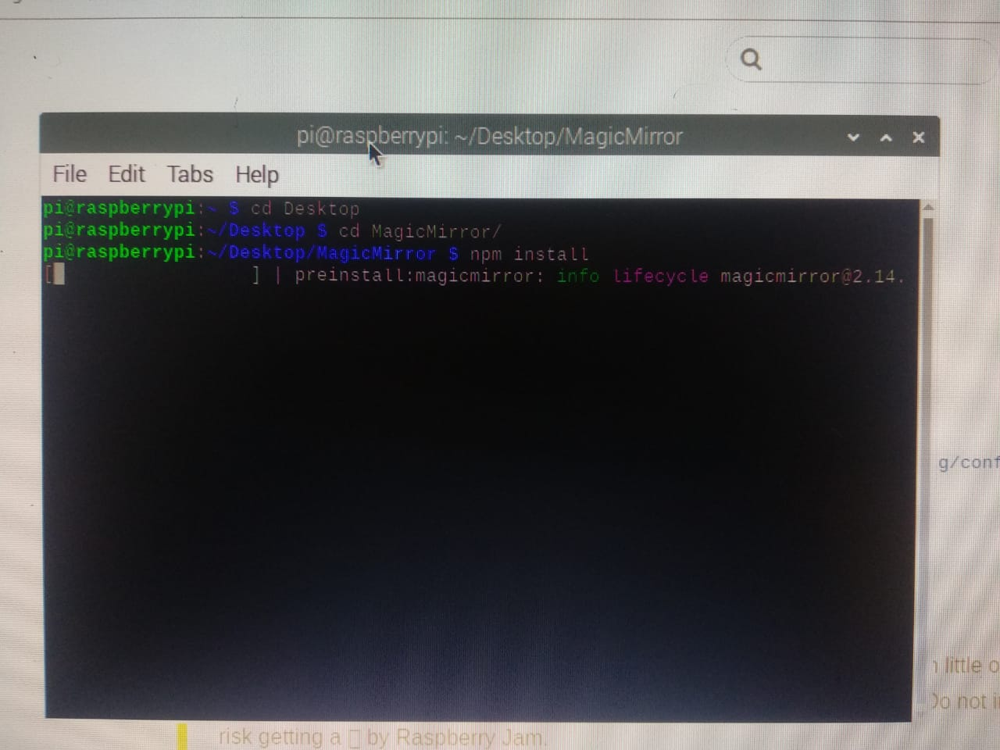 pi@raspberrypi: ~/Desktop/MagicMirror
File Edit Tabs Help
pi@raspberrypi:~ $ cd Desktop
pi@raspberrypi:~/Desktop $ cd MagicMirror/
pi@raspberrypi:~/Desktop/MagicMirror $ npm install
[ ] | preinstall:magicmirror: info lifecycle magicmirror@2.14.
g/conf
little o
Do not i
risk getting a □ by Raspberry Jam.